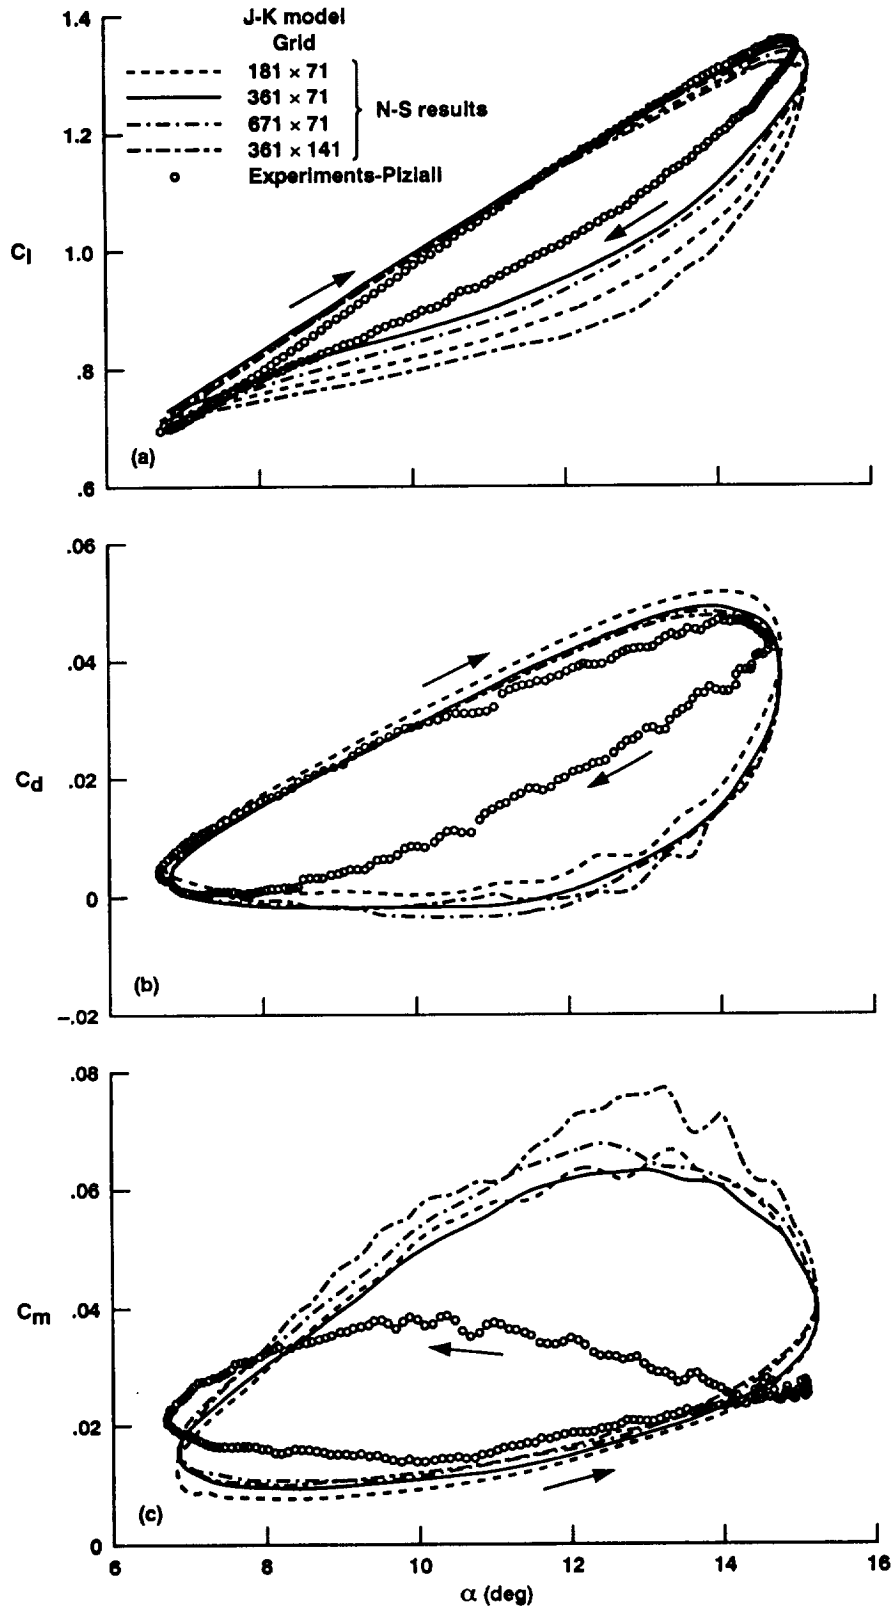 J-K model
Grid
181 × 71
361 × 71
671 × 71
361 × 141
N-S results
Experiments-Piziali
1.4
1.2
1.0
.8
.6
Cl
(a)
.06
.04
.02
0
–.02
Cd
(b)
.08
.06
.04
.02
0
Cm
(c)
6
8
10
12
14
16
α (deg)